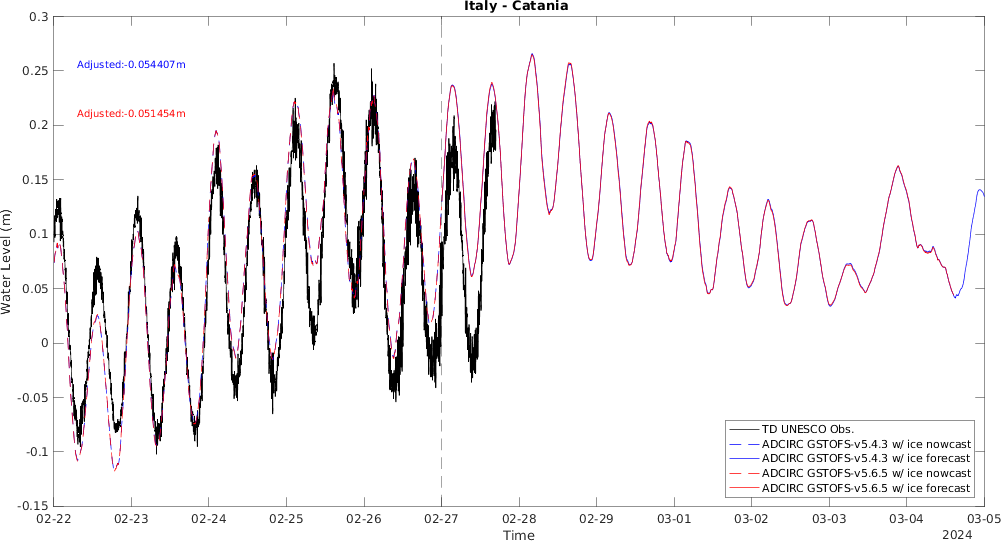 Italy - Catania
0.3
0.25
0.2
0.15
0.1
0.05
0
-0.05
-0.1
-0.15
Water Level (m)
Adjusted:-0.054407m
Adjusted:-0.051454m
TD UNESCO Obs.
ADCIRC GSTOFS-v5.4.3 w/ ice nowcast
ADCIRC GSTOFS-v5.4.3 w/ ice forecast
ADCIRC GSTOFS-v5.6.5 w/ ice nowcast
ADCIRC GSTOFS-v5.6.5 w/ ice forecast
02-22 02-23 02-24 02-25 02-26 02-27 02-28 02-29 03-01 03-02 03-03 03-04 03-05
Time
2024